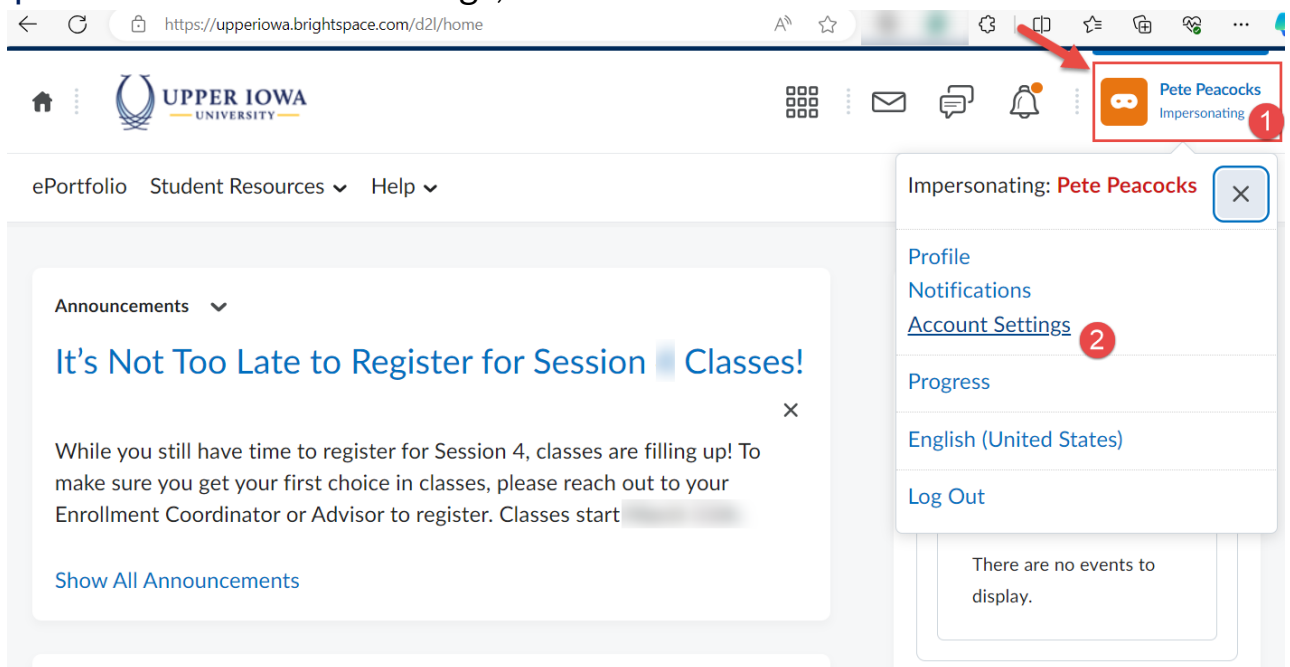 https://upperiowa.brightspace.com/d2l/home
UPPER IOWA
UNIVERSITY
Pete Peacocks
Impersonating
1
ePortfolio Student Resources Help
Impersonating: Pete Peacocks
Profile
Notifications
Account Settings
2
Progress
English (United States)
Log Out
Announcements
It's Not Too Late to Register for Session Classes!
While you still have time to register for Session 4, classes are filling up! To
make sure you get your first choice in classes, please reach out to your
Enrollment Coordinator or Advisor to register. Classes start
Show All Announcements
There are no events to
display.